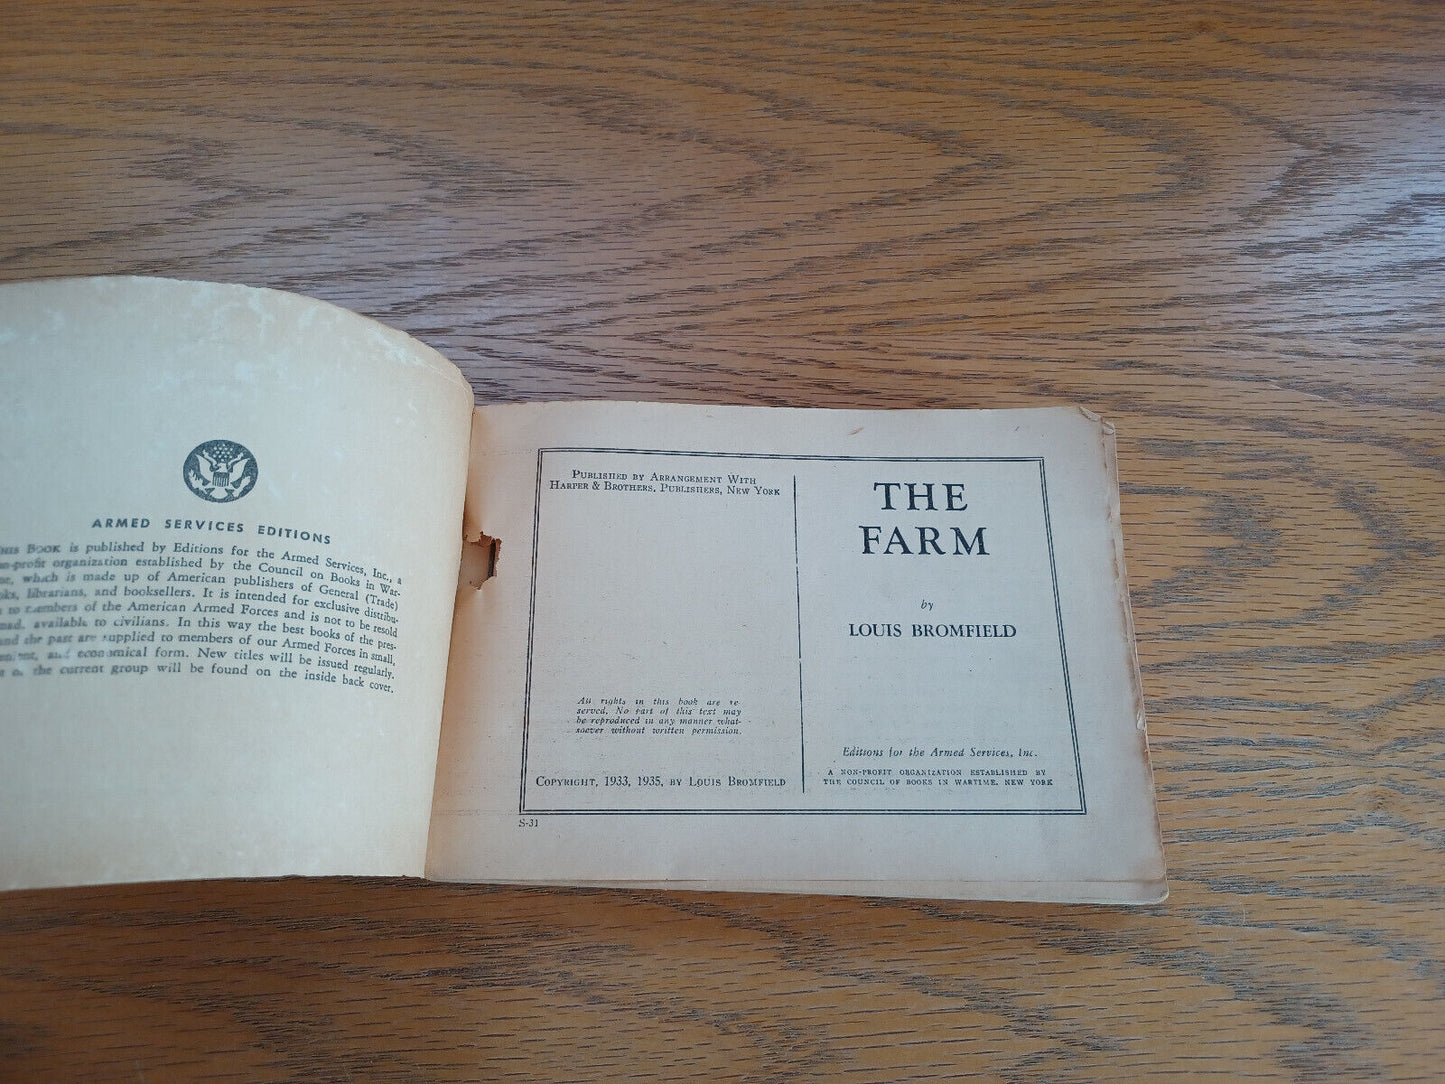 ARMED SERVICES EDITIONS
THIS BOOK is published by Editions for the Armed Services, Inc., a
non-profit organization established by the Council on Books in War-
which is made up of American publishers of General (Trade)
librarians, and booksellers. It is intended for exclusive distribu-
to members of the American Armed Forces and is not to be resold
available to civilians. In this way the best books of the pres-
and the past are supplied to members of our Armed Forces in small,
and economical form. New titles will be issued regularly.
the current group will be found on the inside back cover.
PUBLISHED BY ARRANGEMENT WITH
HARPER & BROTHERS, PUBLISHERS, NEW YORK
All rights in this book are re-
served. No part of this text may
be reproduced in any manner what-
soever without written permission.
COPYRIGHT, 1933, 1935, BY LOUIS BROMFIELD
S-31
THE
FARM
by
LOUIS BROMFIELD
Editions for the Armed Services, Inc.
A NON-PROFIT ORGANIZATION ESTABLISHED BY
THE COUNCIL OF BOOKS IN WARTIME, NEW YORK